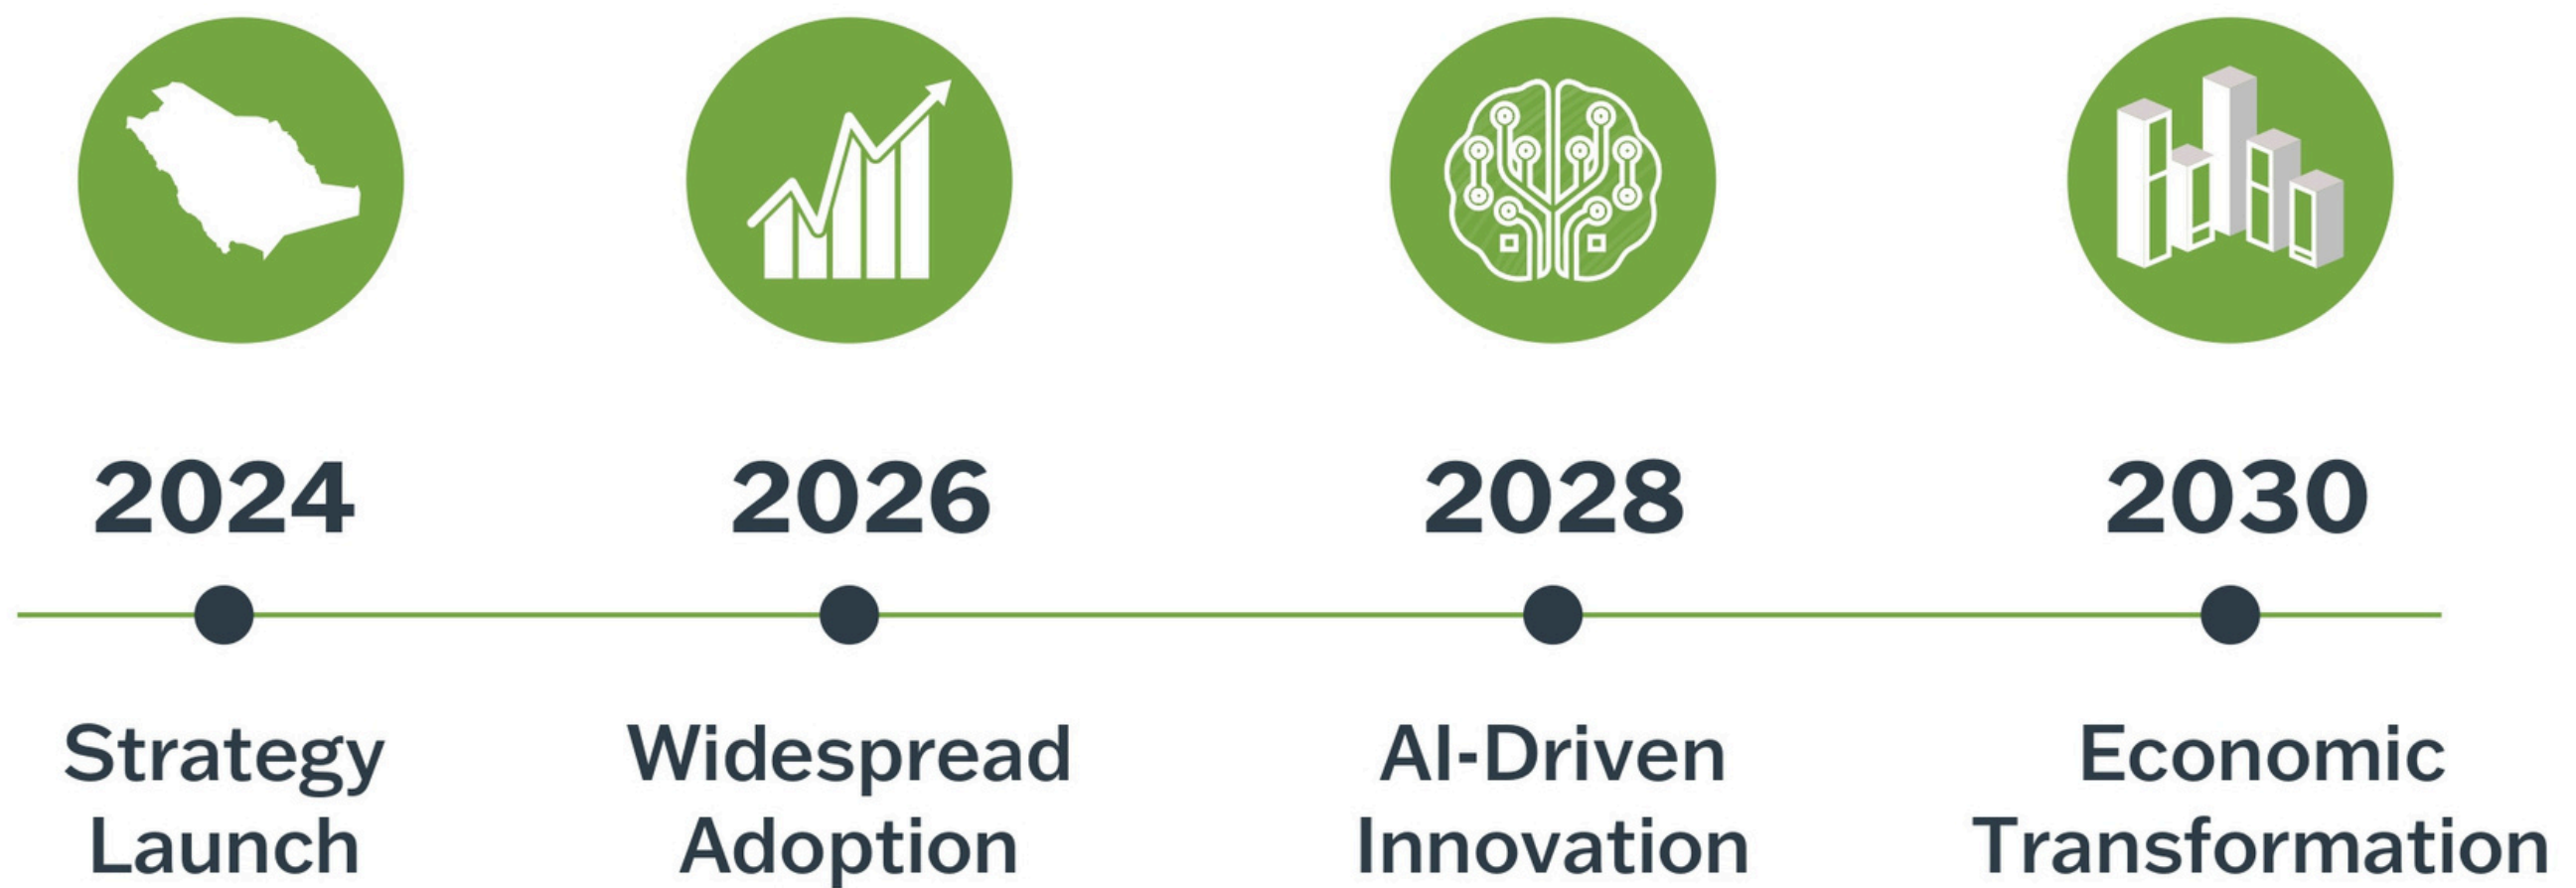 2024
2026
2028
2030
Strategy
Launch
Widespread
Adoption
AI-Driven
Innovation
Economic
Transformation